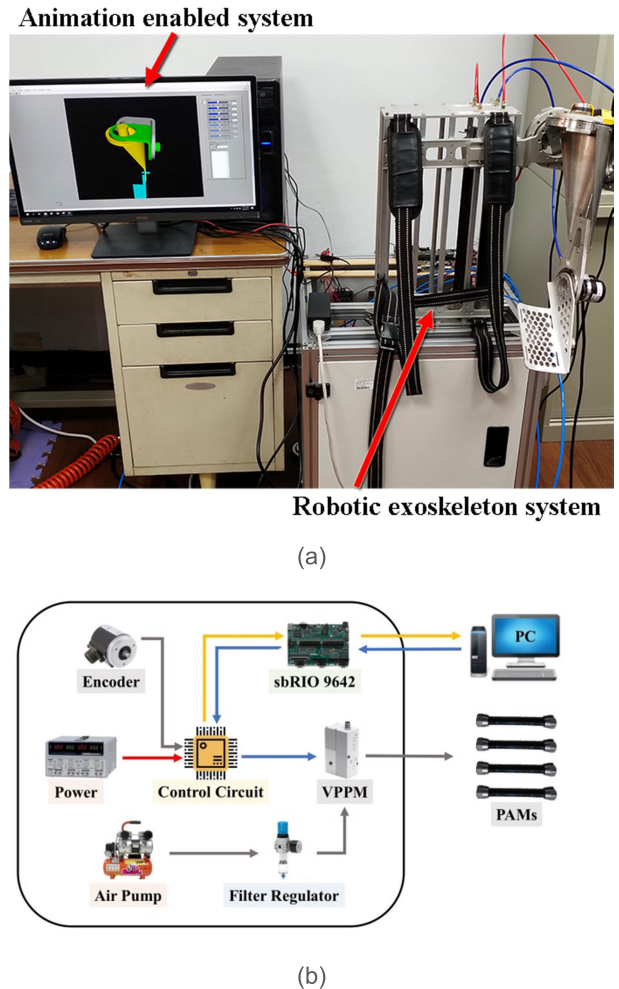 Animation enabled system
Robotic exoskeleton system
(a)
Encoder
sbRIO 9642
PC
Power
Control Circuit
VPPM
PAMs
Air Pump
Filter Regulator
(b)